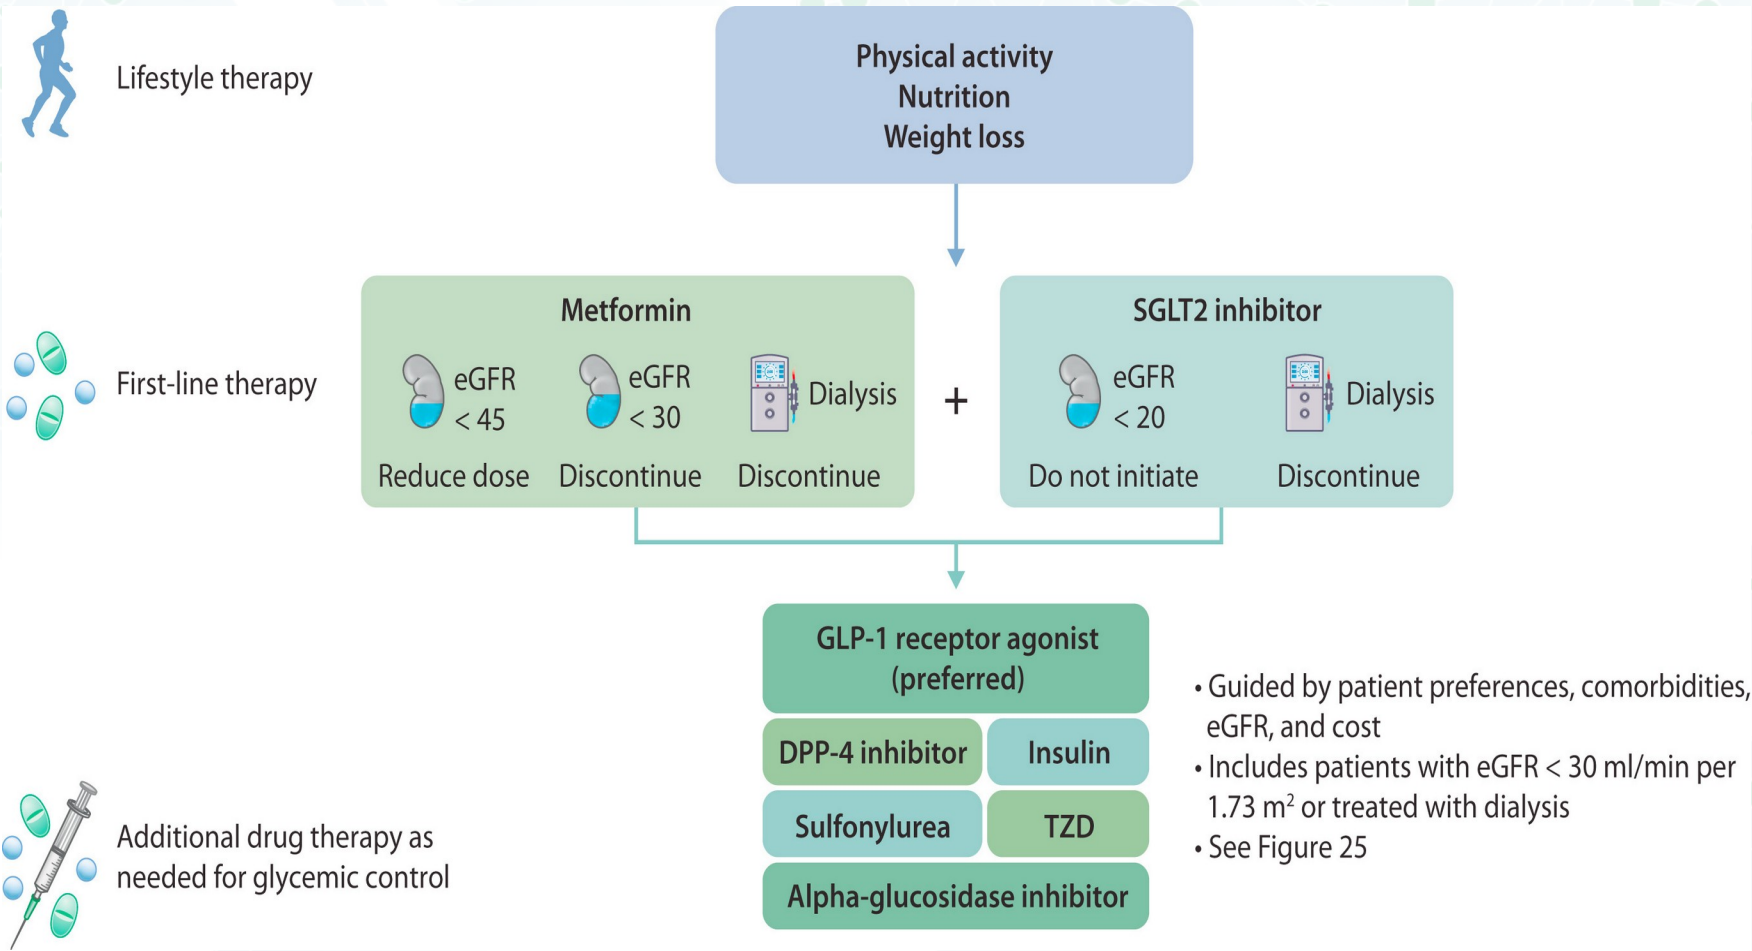 Lifestyle therapy
Physical activity
Nutrition
Weight loss
First-line therapy
Metformin
eGFR
< 45
Reduce dose
eGFR
< 30
Discontinue
Dialysis
Discontinue
+
SGLT2 inhibitor
eGFR
< 20
Do not initiate
Dialysis
Discontinue
Additional drug therapy as
needed for glycemic control
GLP-1 receptor agonist
(preferred)
DPP-4 inhibitor
Insulin
Sulfonylurea
TZD
Alpha-glucosidase inhibitor
• Guided by patient preferences, comorbidities,
eGFR, and cost
• Includes patients with eGFR < 30 ml/min per
1.73 m² or treated with dialysis
• See Figure 25